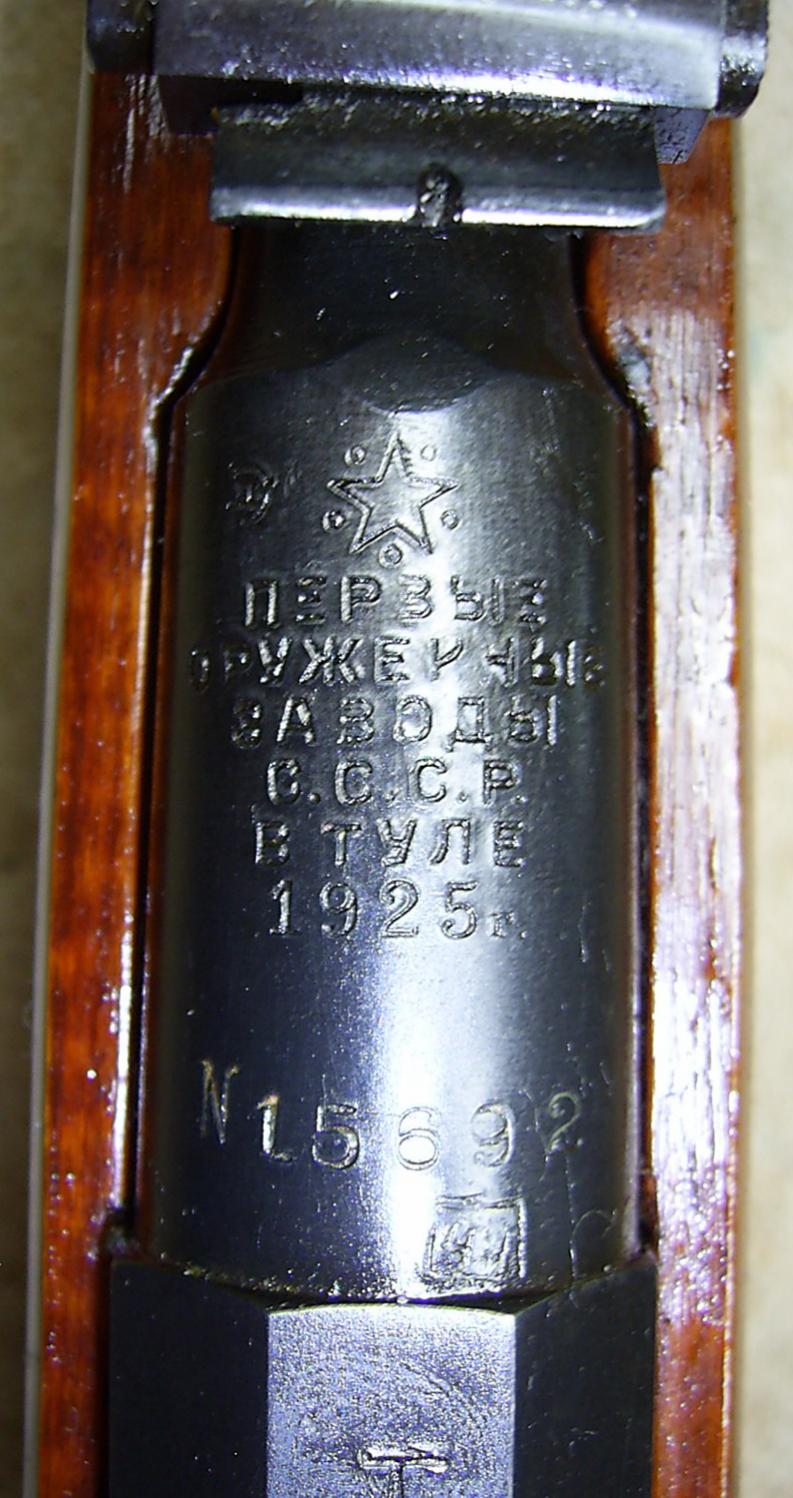 ПЕРВЫЕ
ОРУЖЕЙНЫЕ
ЗАВОДЫ
С.С.С.Р.
В ТУЛЕ
1925г.
N15692